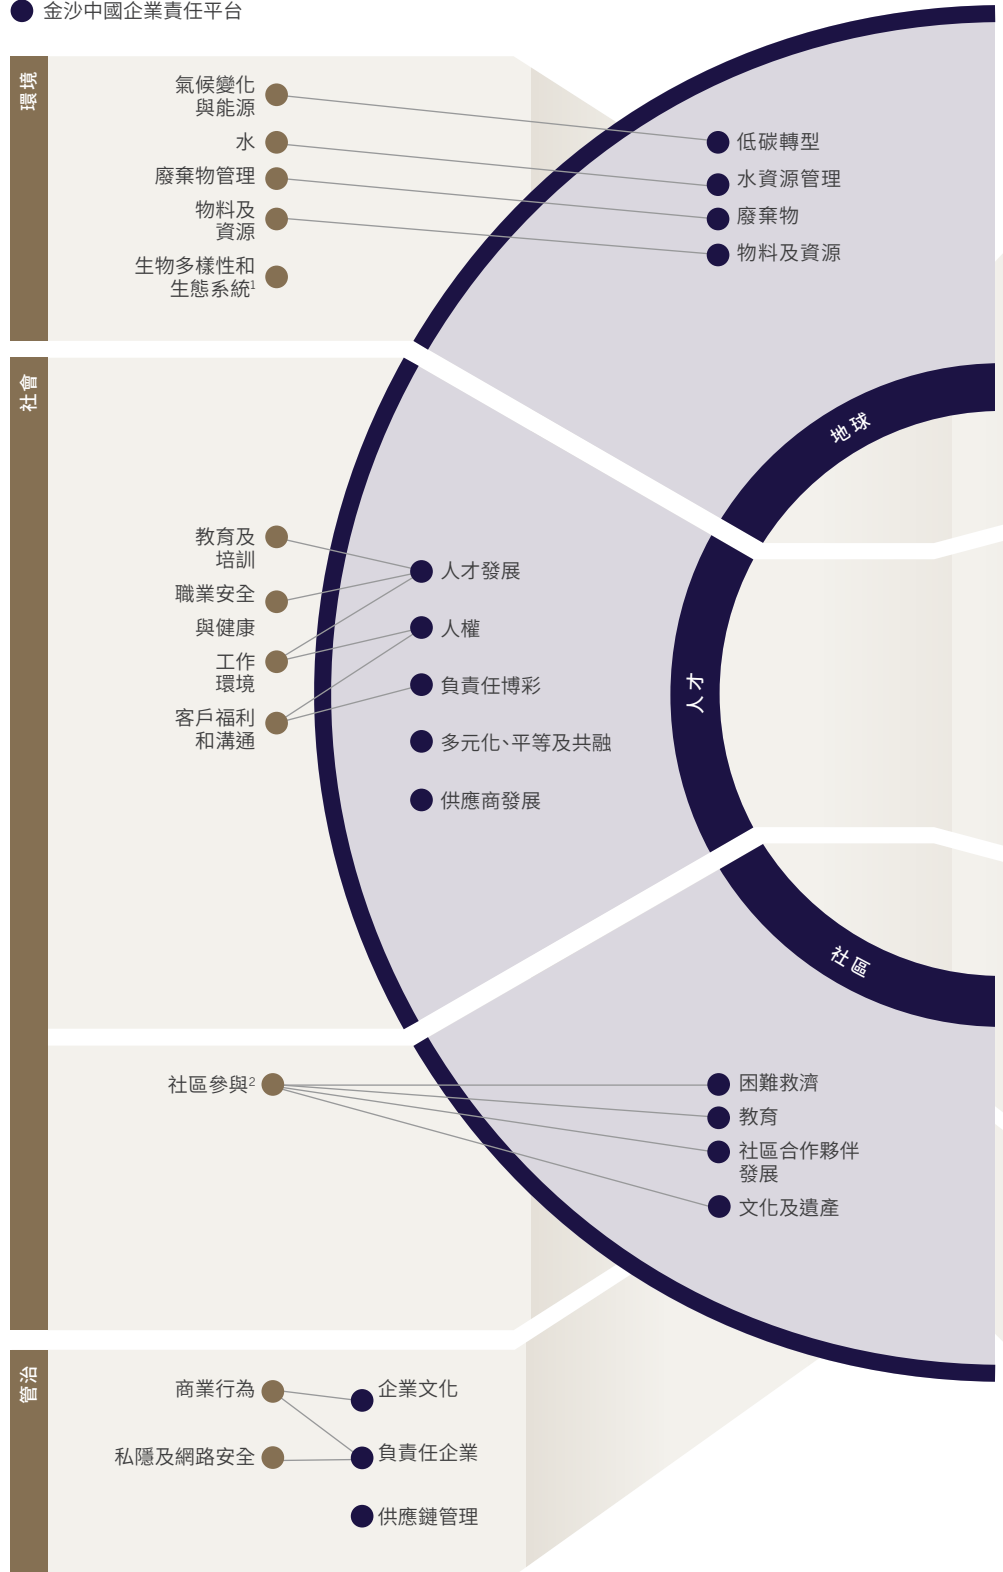 金沙中國企業責任平台
環境
氣候變化
與能源
水
廢棄物管理
物料及
資源
生物多樣性和
生態系統1
低碳轉型
水資源管理
廢棄物
物料及資源
地球
社會
教育及
培訓
職業安全
與健康
工作
環境
客戶福利
和溝通
人才發展
人權
負責任博彩
多元化、平等及共融
供應商發展
人才
社區
社區參與2
困難救濟
教育
社區合作夥伴
發展
文化及遺產
管治
商業行為
私隱及網路安全
企業文化
負責任企業
供應鏈管理